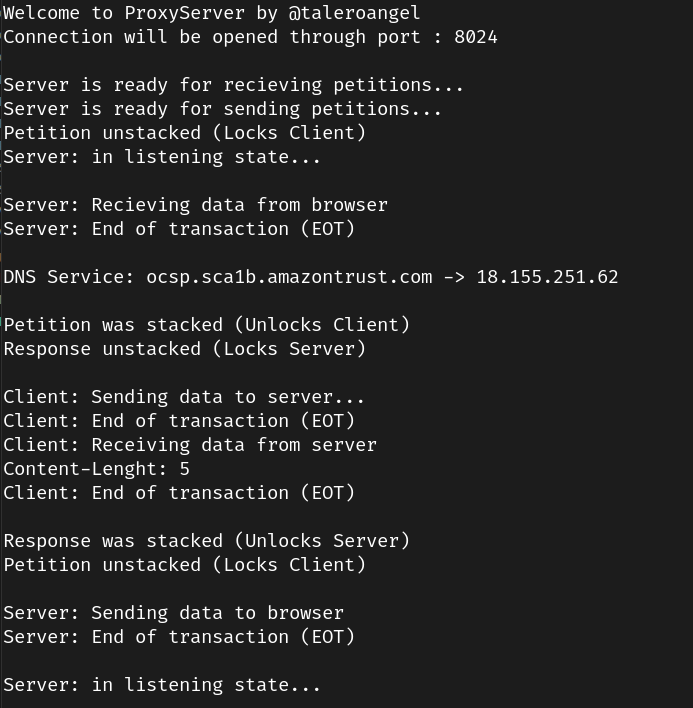 Welcome to ProxyServer by @taleroangel
Connection will be opened through port : 8024
Server is ready for recieving petitions...
Server is ready for sending petitions...
Petition unstacked (Locks Client)
Server: in listening state...
Server: Recieving data from browser
Server: End of transaction (EOT)
DNS Service: ocsp.sca1b.amazontrust.com -> 18.155.251.62
Petition was stacked (Unlocks Client)
Response unstacked (Locks Server)
Client: Sending data to server...
Client: End of transaction (EOT)
Client: Receiving data from server
Content-Lenght: 5
Client: End of transaction (EOT)
Response was stacked (Unlocks Server)
Petition unstacked (Locks Client)
Server: Sending data to browser
Server: End of transaction (EOT)
Server: in listening state...